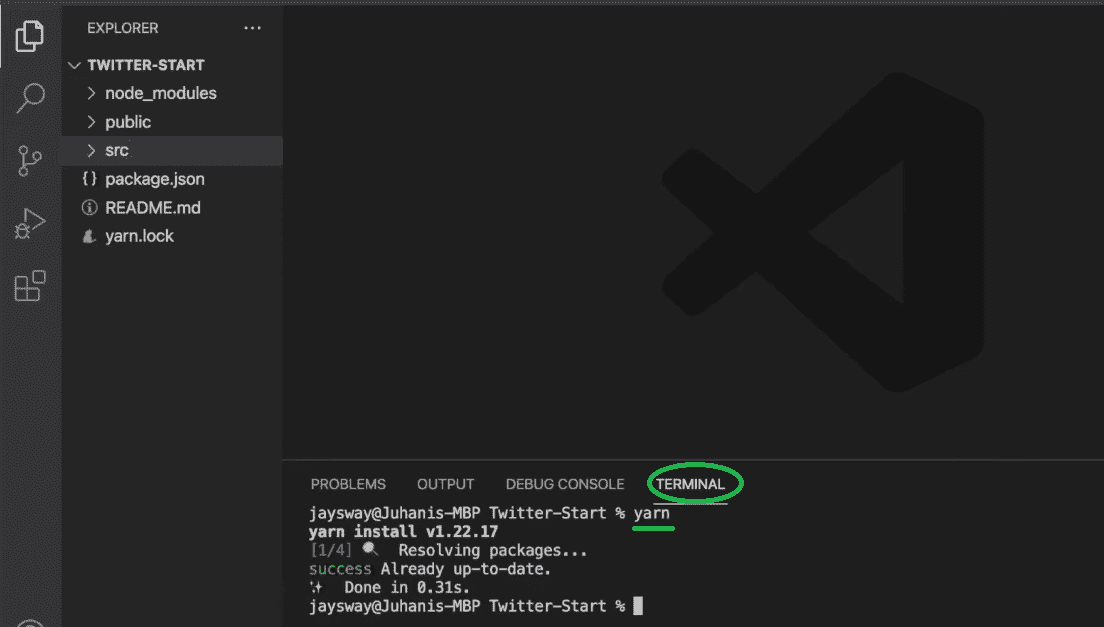 EXPLORER
TWITTER-START
node_modules
public
src
{} package.json
README.md
yarn.lock
PROBLEMS OUTPUT DEBUG CONSOLE TERMINAL
jaysway@Juhanis-MBP Twitter-Start % yarn
yarn install v1.22.17
[1/4] 🔍 Resolving packages...
success Already up-to-date.
✨ Done in 0.31s.
jaysway@Juhanis-MBP Twitter-Start %